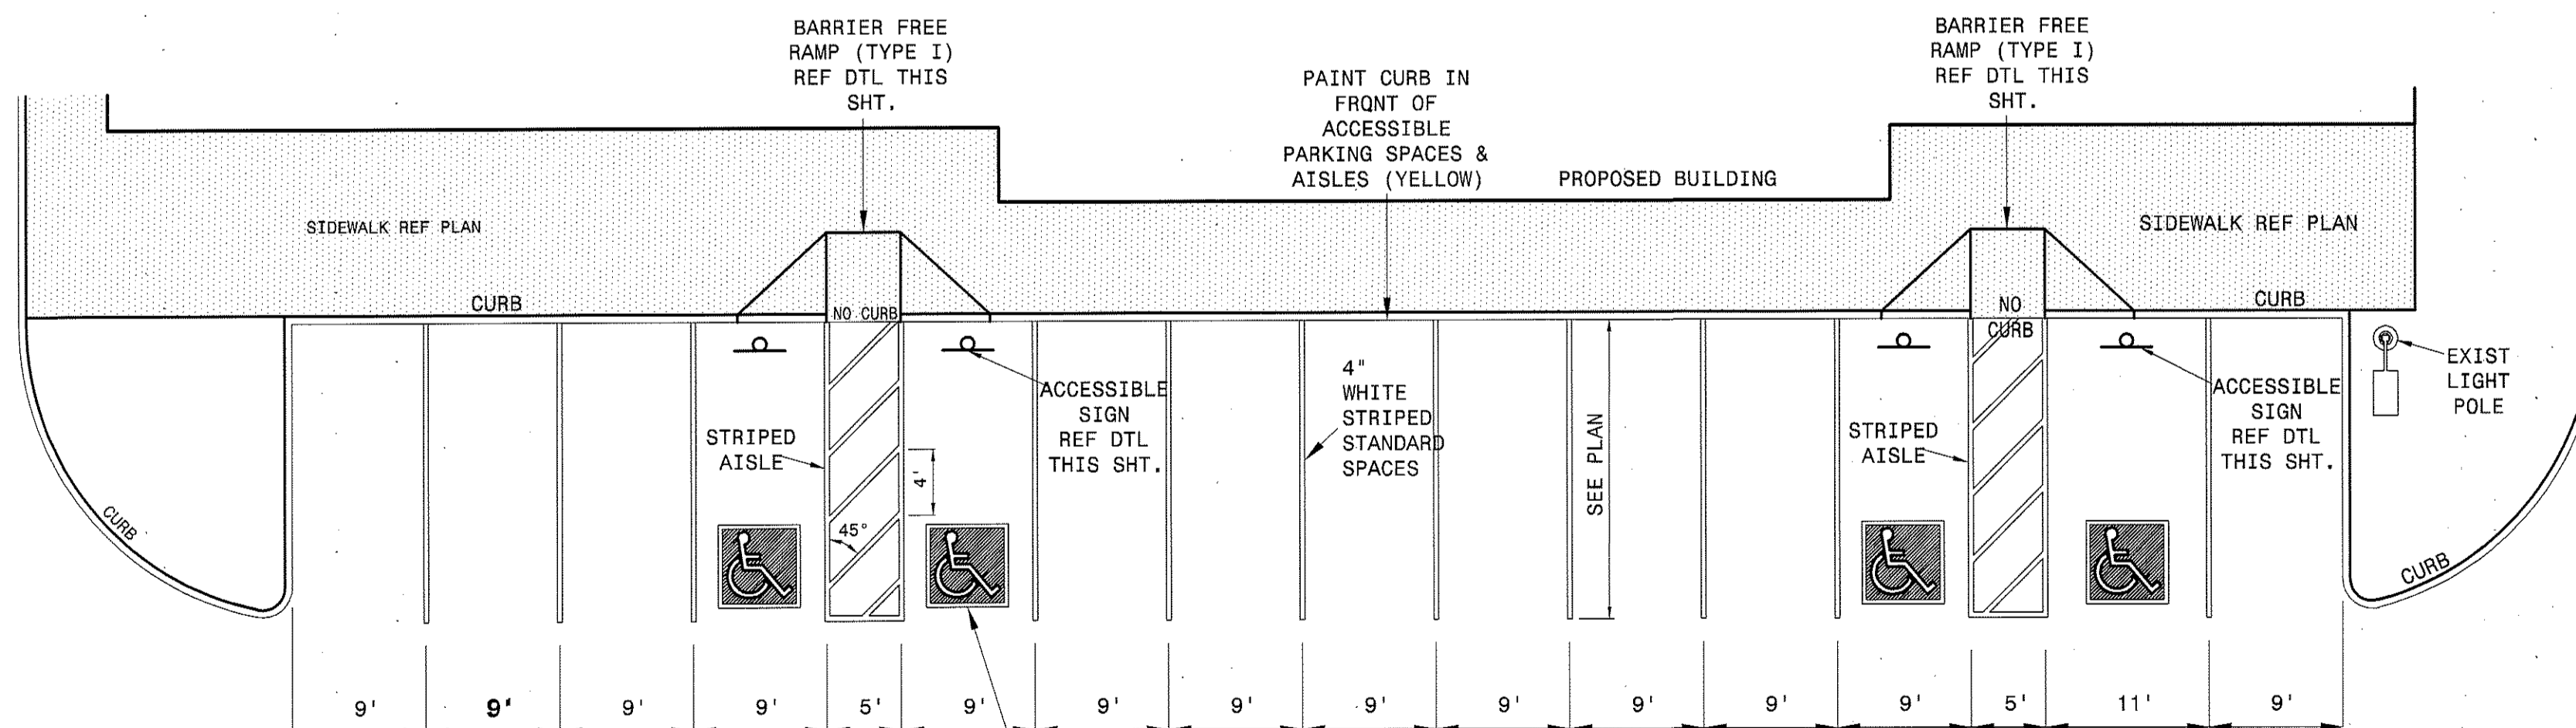 BARRIER FREE
RAMP (TYPE I)
REF DTL THIS
SHT.
BARRIER FREE
RAMP (TYPE I)
REF DTL THIS
SHT.
PAINT CURB IN
FRONT OF
ACCESSIBLE
PARKING SPACES &
AISLES (YELLOW)
PROPOSED BUILDING
SIDEWALK REF PLAN
SIDEWALK REF PLAN
CURB
NO CURB
NO
CURB
CURB
4"
WHITE
STRIPED
STANDARD
SPACES
ACCESSIBLE
SIGN
REF DTL
THIS SHT.
STRIPED
AISLE
4'
45°
SEE PLAN
STRIPED
AISLE
ACCESSIBLE
SIGN
REF DTL
THIS SHT.
EXIST
LIGHT
POLE
CURB
CURB
9' 9' 9' 9' 5' 9' 9' 9' 9' 9' 9' 9' 9' 5' 11' 9'